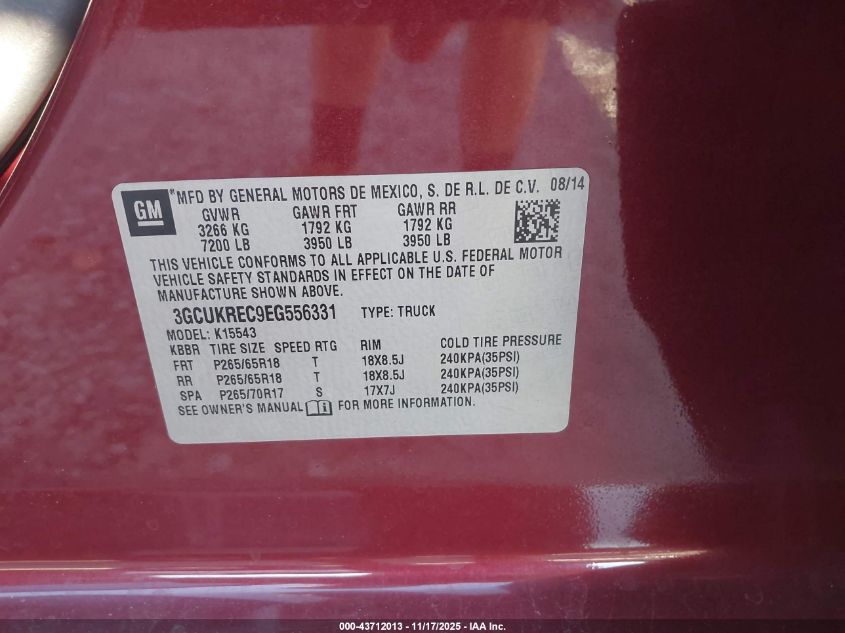 GM
*MFD BY GENERAL MOTORS DE MEXICO, S. DE R.L. DE C.V. 08/14
GVWR GAWR FRT GAWR RR
3266 KG 1792 KG 1792 KG
7200 LB 3950 LB 3950 LB
THIS VEHICLE CONFORMS TO ALL APPLICABLE U.S. FEDERAL MOTOR
VEHICLE SAFETY STANDARDS IN EFFECT ON THE DATE OF
MANUFACTURE SHOWN ABOVE.
3GCUKREC9EG556331 TYPE: TRUCK
MODEL: K15543
KBBR TIRE SIZE SPEED RTG RIM COLD TIRE PRESSURE
FRT P265/65R18 T 18X8.5J 240KPA(35PSI)
RR P265/65R18 T 18X8.5J 240KPA(35PSI)
SPA P265/70R17 S 17X7J 240KPA(35PSI)
SEE OWNER'S MANUAL i FOR MORE INFORMATION.
000-43712013 - 11/17/2025 - IAA Inc.